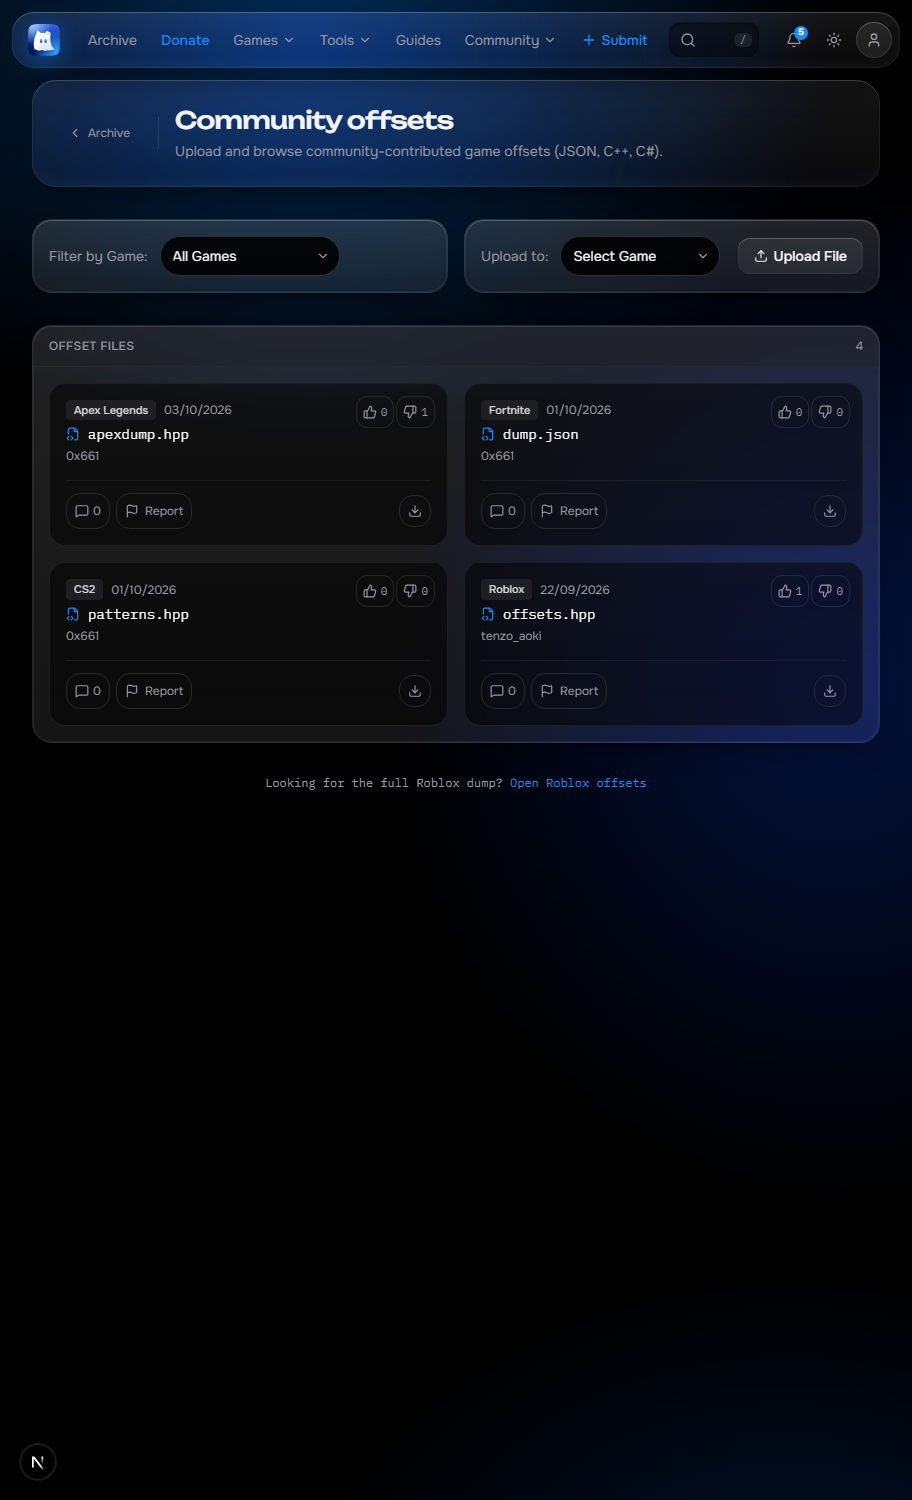 Archive Donate Games Tools Guides Community + Submit / 5
Archive
Community offsets
Upload and browse community-contributed game offsets (JSON, C++, C#).
Filter by Game: All Games
Upload to: Select Game Upload File
OFFSET FILES 4
Apex Legends 03/10/2026 0 1
apexdump.hpp
0x661
0 Report
Fortnite 01/10/2026 0 0
dump.json
0x661
0 Report
CS2 01/10/2026 0 0
patterns.hpp
0x661
0 Report
Roblox 22/09/2026 1 0
offsets.hpp
tenzo_aoki
0 Report
Looking for the full Roblox dump? Open Roblox offsets
N